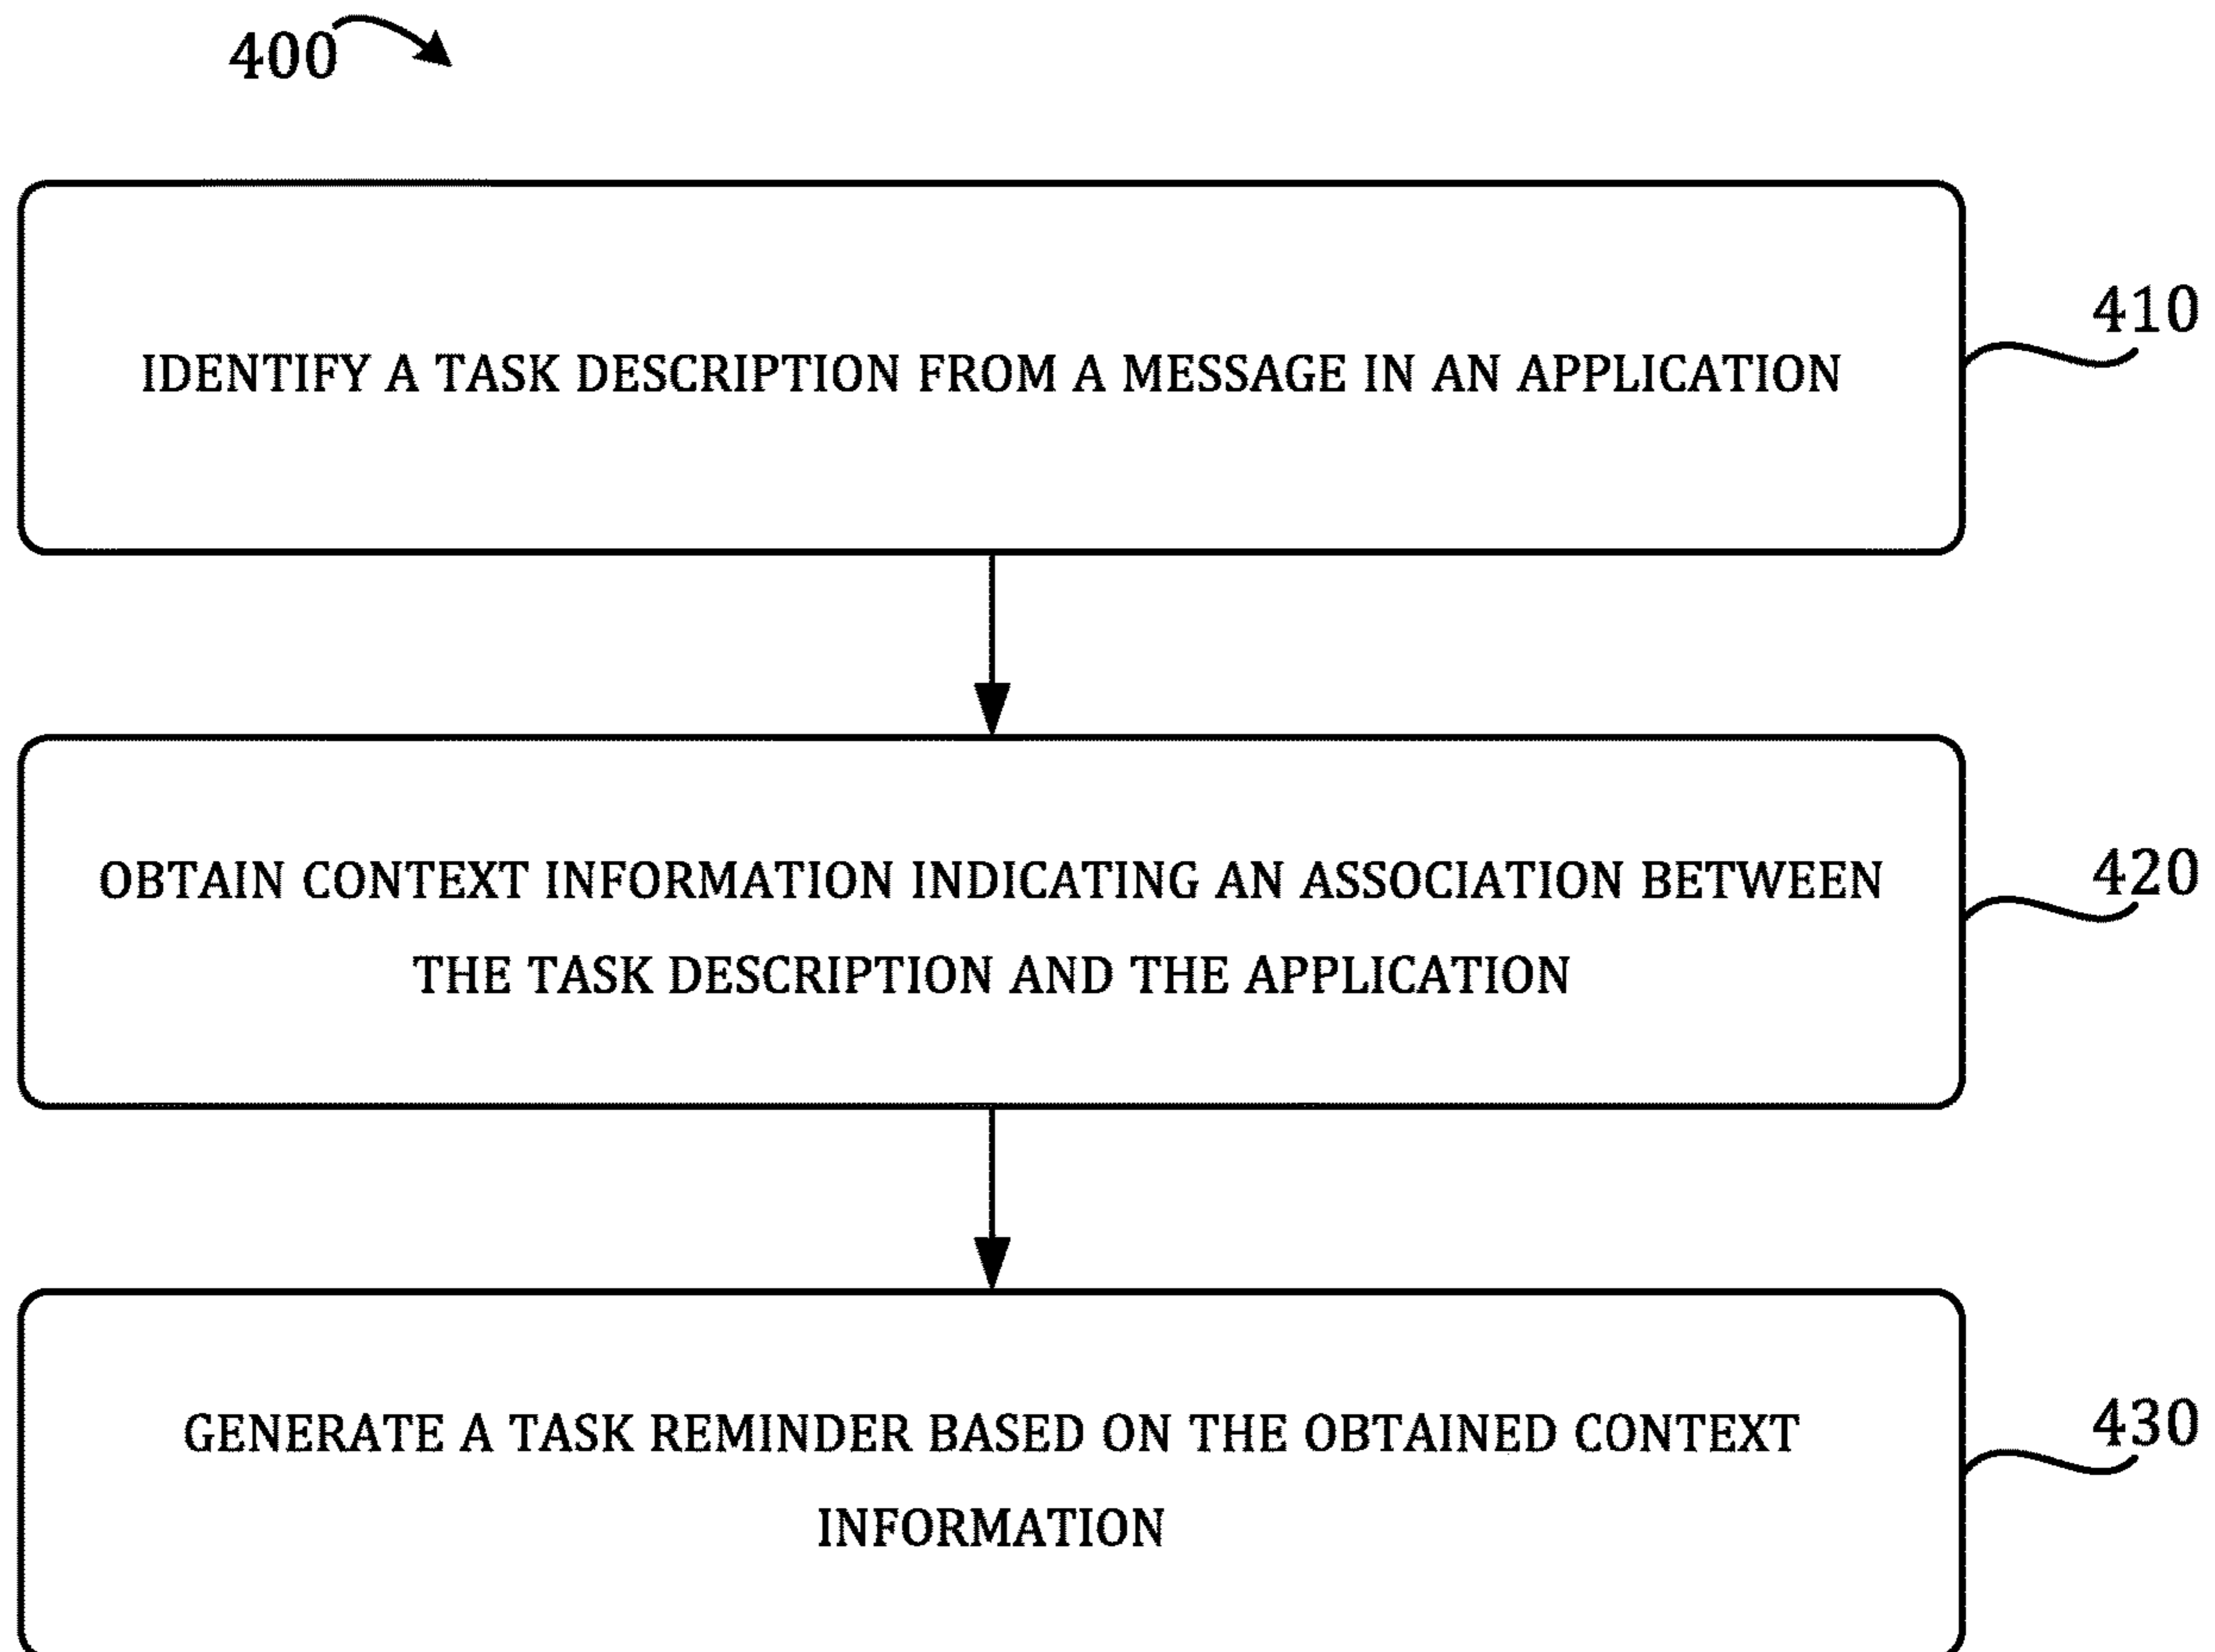 400
IDENTIFY A TASK DESCRIPTION FROM A MESSAGE IN AN APPLICATION
410
OBTAIN CONTEXT INFORMATION INDICATING AN ASSOCIATION BETWEEN
THE TASK DESCRIPTION AND THE APPLICATION
420
GENERATE A TASK REMINDER BASED ON THE OBTAINED CONTEXT
INFORMATION
430